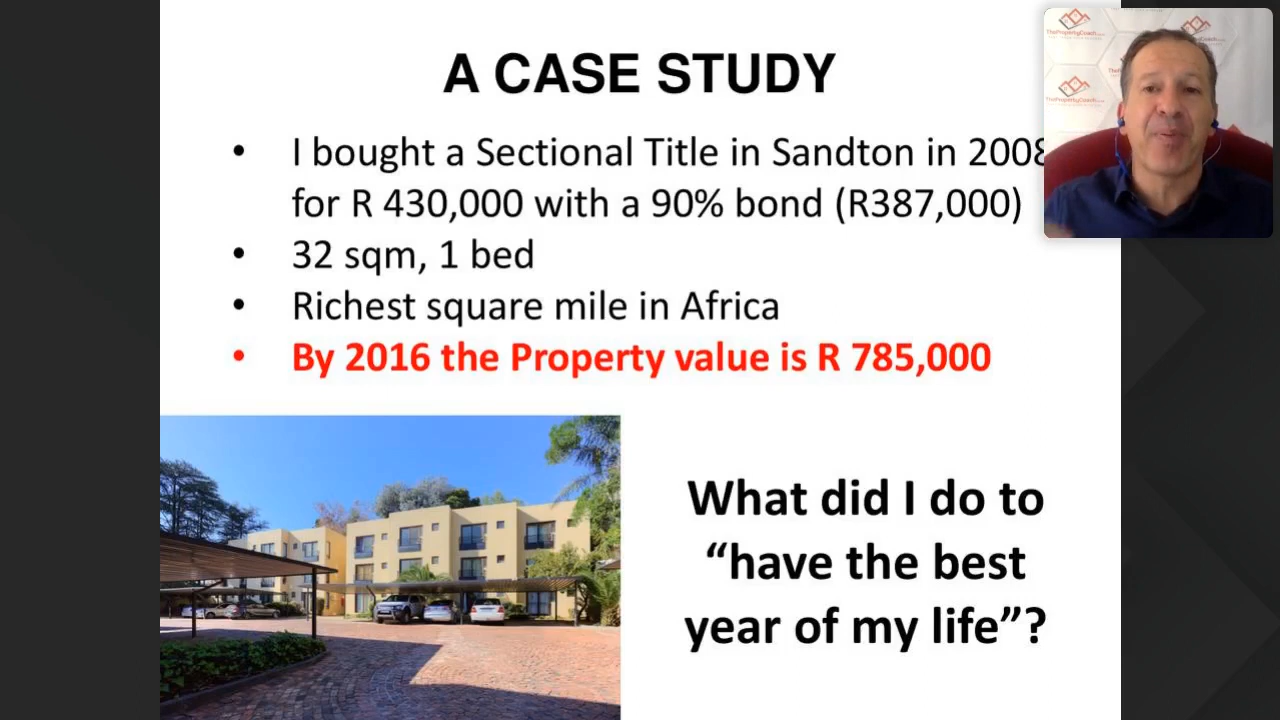 A CASE STUDY
• I bought a Sectional Title in Sandton in 2008
for R 430,000 with a 90% bond (R387,000)
• 32 sqm, 1 bed
• Richest square mile in Africa
• By 2016 the Property value is R 785,000
What did I do to
“have the best
year of my life”?
ThePropertyCoach
ThePropertyCoach